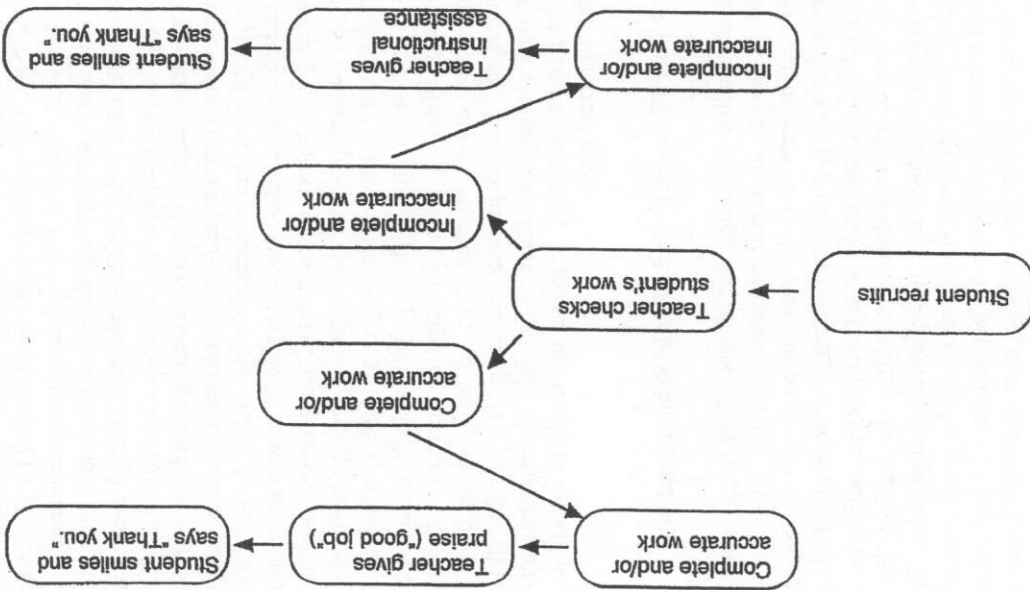 Complete and/or
accurate work
Teacher gives
praise ("good job")
Student smiles and
says "Thank you."
Complete and/or
accurate work
Student recruits
Teacher checks
student's work
Incomplete and/or
inaccurate work
Incomplete and/or
inaccurate work
Teacher gives
instructional
assistance
Student smiles and
says "Thank you."